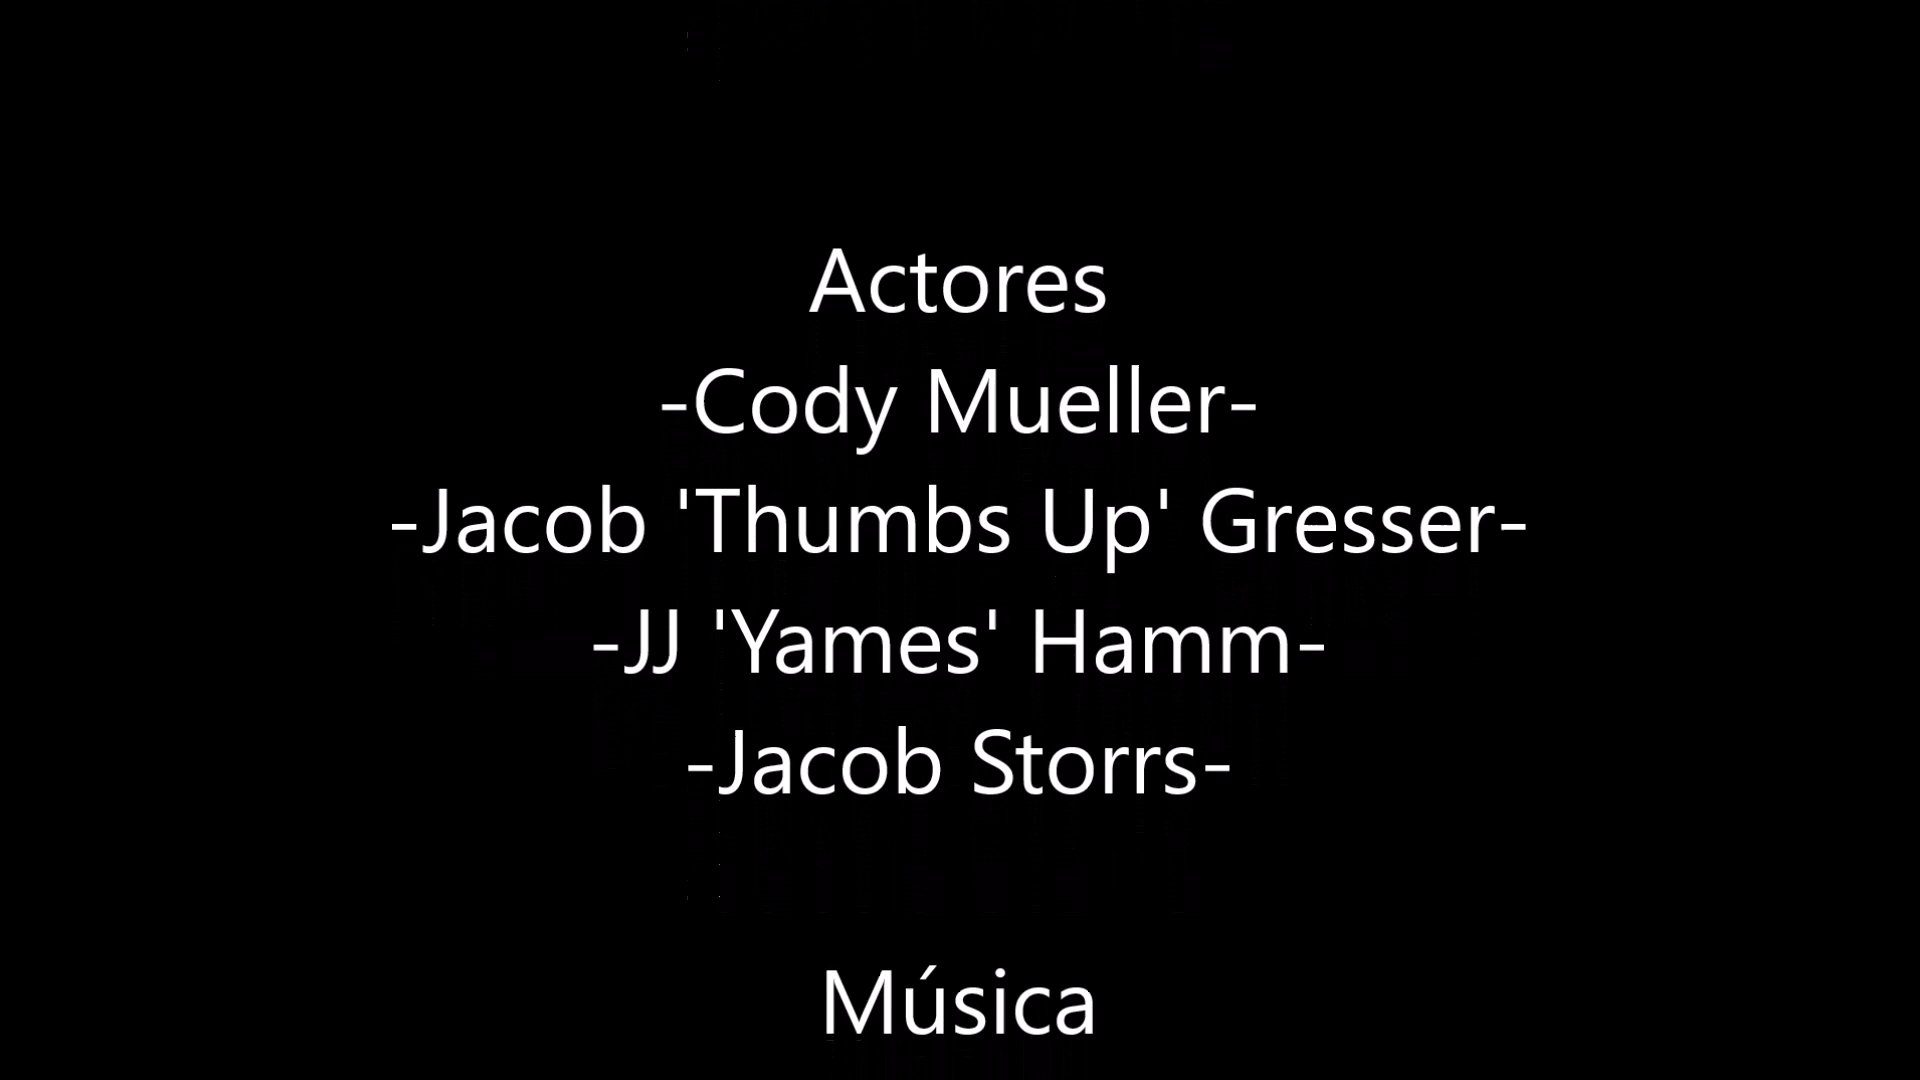 Actores
-Cody Mueller-
-Jacob 'Thumbs Up' Gresser-
-JJ 'Yames' Hamm-
-Jacob Storrs-
Música